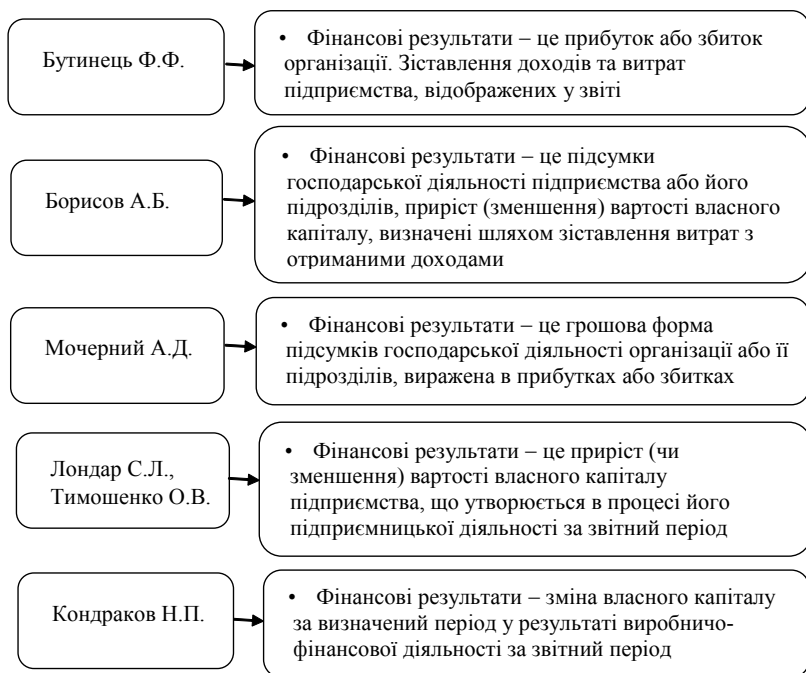 Бутинець Ф.Ф.
• Фінансові результати – це прибуток або збиток
організації. Зіставлення доходів та витрат
підприємства, відображених у звіті
Борисов А.Б.
• Фінансові результати – це підсумки
господарської діяльності підприємства або його
підрозділів, приріст (зменшення) вартості власного
капіталу, визначені шляхом зіставлення витрат з
отриманими доходами
Мочерний А.Д.
• Фінансові результати – це грошова форма
підсумків господарської діяльності організації або її
підрозділів, виражена в прибутках або збитках
Лондар С.Л.,
Тимошенко О.В.
• Фінансові результати – це приріст (чи
зменшення) вартості власного капіталу
підприємства, що утворюється в процесі його
підприємницької діяльності за звітний період
Кондраков Н.П.
• Фінансові результати – зміна власного капіталу
за визначений період у результаті виробничо-
фінансової діяльності за звітний період